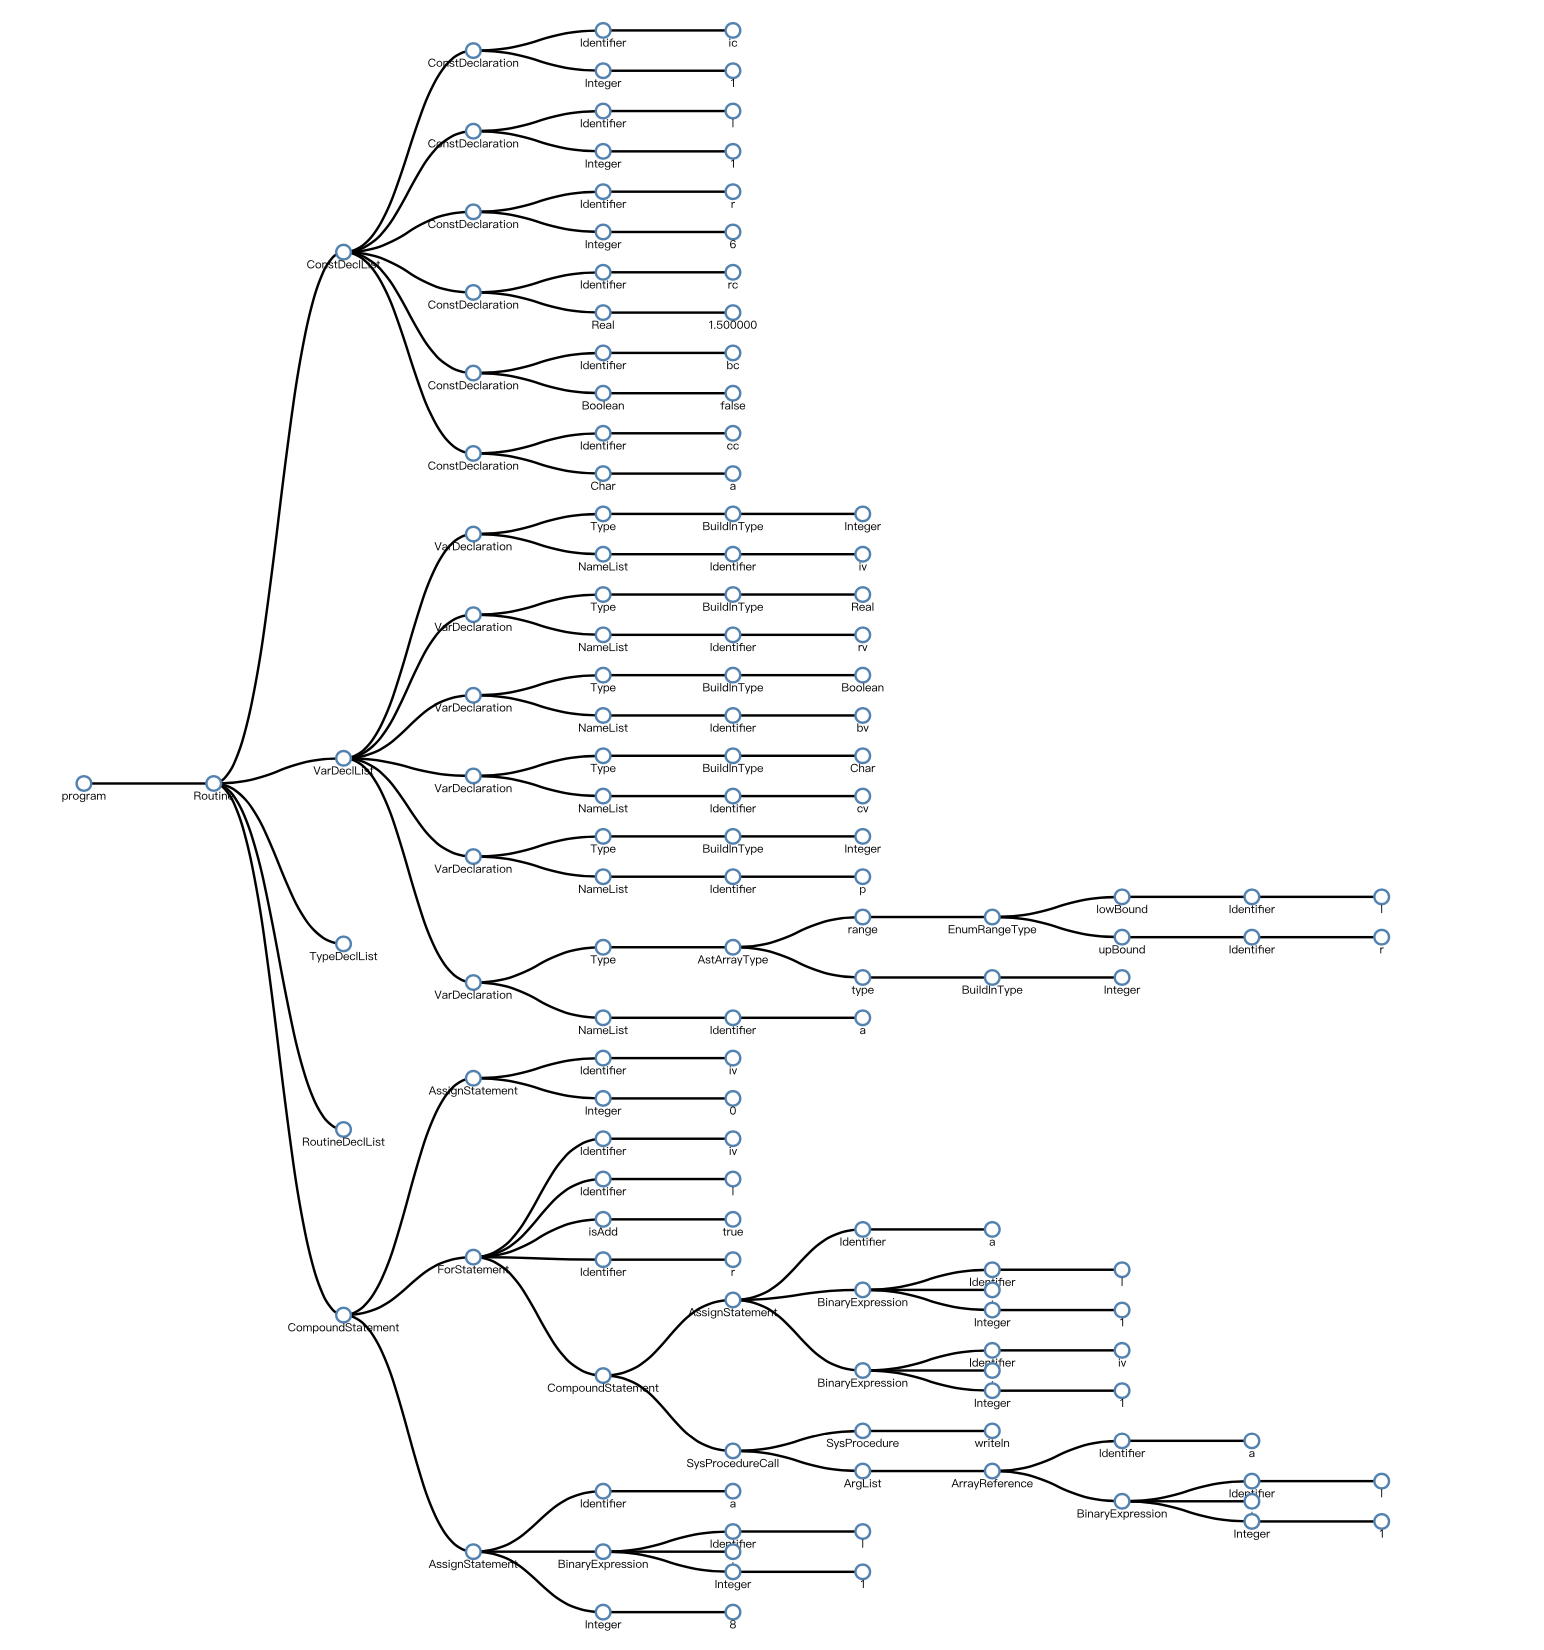 program
Routine
ConstDeclList
ConstDeclaration
Identifier
ic
Integer
1
ConstDeclaration
Identifier
l
Integer
1
ConstDeclaration
Identifier
r
Integer
6
ConstDeclaration
Identifier
rc
Real
1.500000
ConstDeclaration
Identifier
bc
Boolean
false
ConstDeclaration
Identifier
cc
Char
a
VarDeclList
VarDeclaration
Type
BuildInType
Integer
NameList
Identifier
iv
VarDeclaration
Type
BuildInType
Real
NameList
Identifier
rv
VarDeclaration
Type
BuildInType
Boolean
NameList
Identifier
bv
VarDeclaration
Type
BuildInType
Char
NameList
Identifier
cv
VarDeclaration
Type
BuildInType
Integer
NameList
Identifier
p
VarDeclaration
Type
AstArrayType
range
EnumRangeType
lowBound
Identifier
l
upBound
Identifier
r
type
BuildInType
Integer
NameList
Identifier
a
TypeDeclList
RoutineDeclList
CompoundStatement
AssignStatement
Identifier
iv
Integer
0
ForStatement
Identifier
iv
Identifier
l
isAdd
true
Identifier
r
CompoundStatement
AssignStatement
Identifier
a
BinaryExpression
Identifier
l
Integer
1
BinaryExpression
Identifier
iv
Integer
1
SysProcedureCall
SysProcedure
writeln
ArgList
ArrayReference
Identifier
a
BinaryExpression
Identifier
l
Integer
1
AssignStatement
Identifier
a
BinaryExpression
Identifier
l
Integer
1
Integer
8